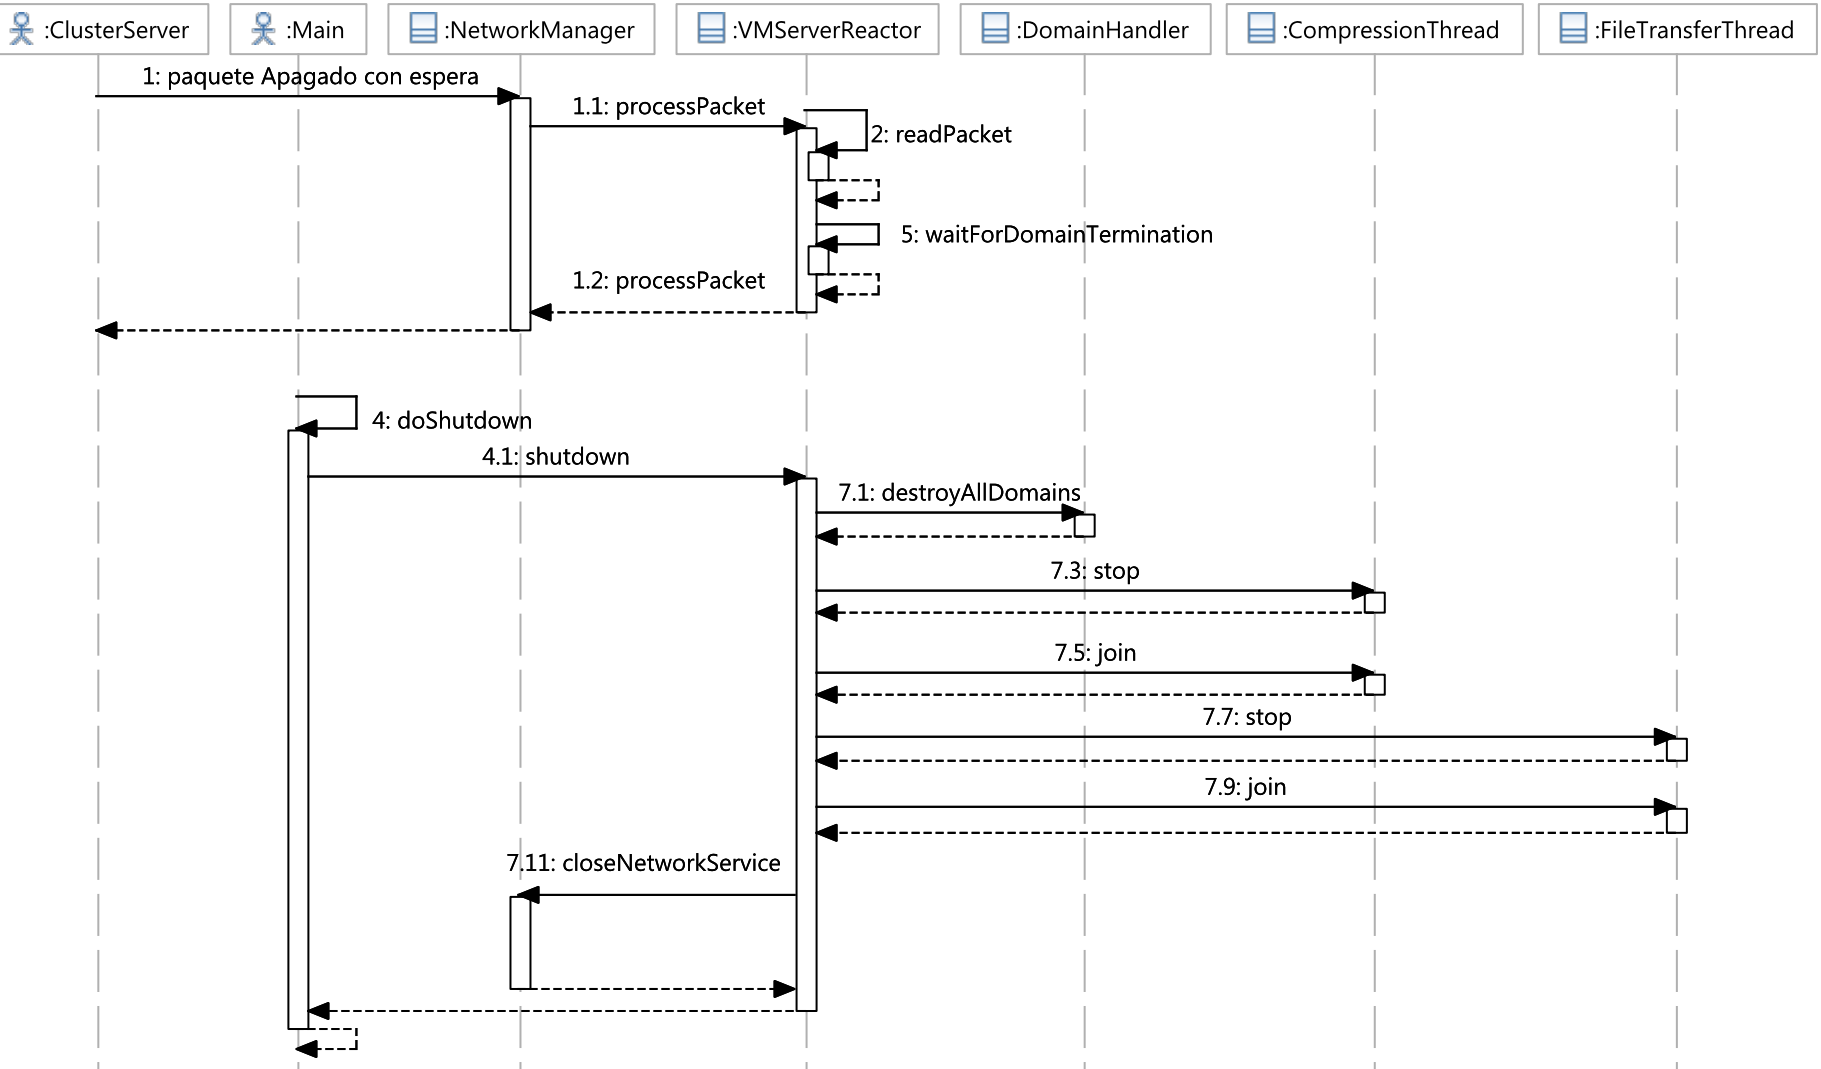 :ClusterServer
:Main
:NetworkManager
:VMServerReactor
:DomainHandler
:CompressionThread
:FileTransferThread
1: paquete Apagado con espera
1.1: processPacket
2: readPacket
5: waitForDomainTermination
1.2: processPacket
4: doShutdown
4.1: shutdown
7.1: destroyAllDomains
7.3: stop
7.5: join
7.7: stop
7.9: join
7.11: closeNetworkService